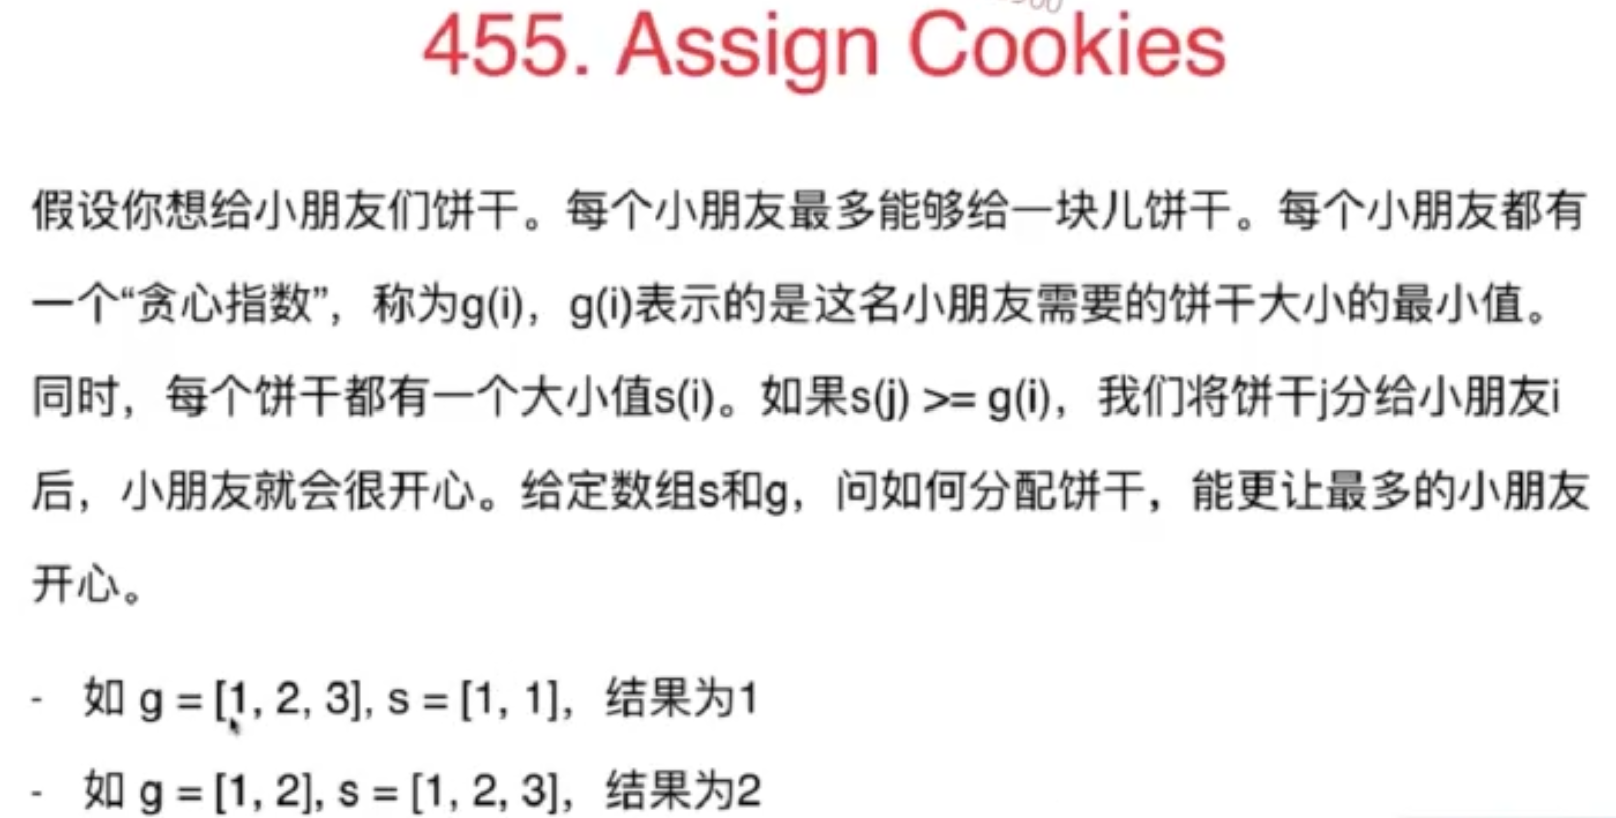 455. Assign Cookies
假设你想给小朋友们饼干。每个小朋友最多能够给一块儿饼干。每个小朋友都有
一个“贪心指数”，称为g(i)，g(i)表示的是这名小朋友需要的饼干大小的最小值。
同时，每个饼干都有一个大小值s(i)。如果s(j) >= g(i)，我们将饼干j分给小朋友i
后，小朋友就会很开心。给定数组s和g，问如何分配饼干，能更让最多的小朋友
开心。
- 如 g = [1, 2, 3], s = [1, 1]，结果为1
- 如 g = [1, 2], s = [1, 2, 3]，结果为2